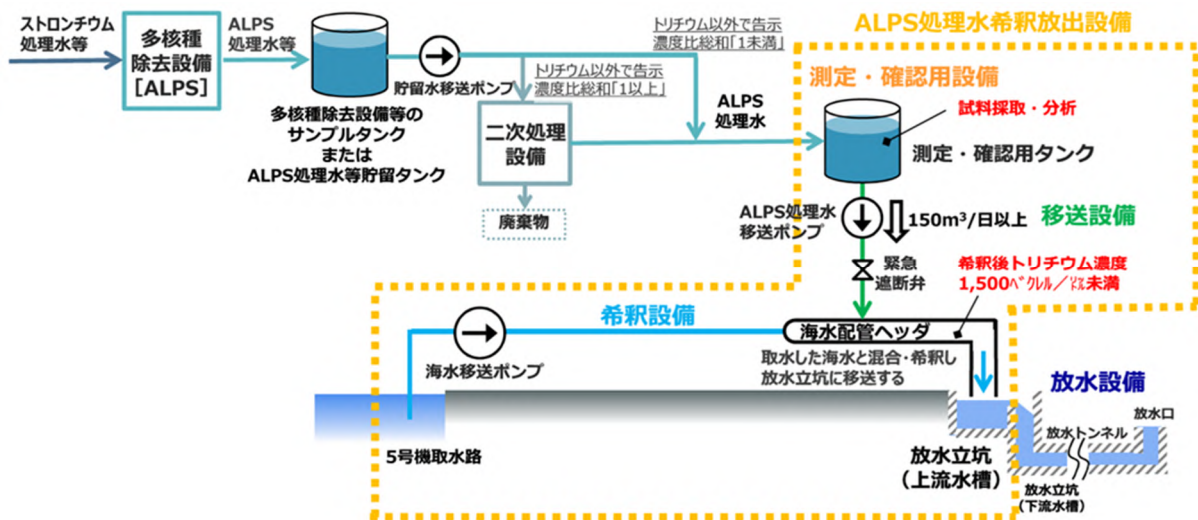 ALPS処理水希釈放出設備
ストロンチウム
処理水等
多核種
除去設備
[ALPS]
ALPS
処理水等
貯留水移送ポンプ
多核種除去設備等の
サンプルタンク
または
ALPS処理水等貯留タンク
トリチウム以外で告示
濃度比総和「1未満」
トリチウム以外で告示
濃度比総和「1以上」
二次処理
設備
廃棄物
ALPS
処理水
測定・確認用設備
試料採取・分析
測定・確認用タンク
ALPS処理水
移送ポンプ
150m³/日以上
移送設備
緊急
遮断弁
希釈後トリチウム濃度
1,500ﾍﾞｸﾚﾙ/ﾘｯﾄﾙ未満
希釈設備
海水移送ポンプ
海水配管ヘッダ
取水した海水と混合・希釈し
放水立坑に移送する
5号機取水路
放水立坑
(上流水槽)
放水設備
放水口
放水トンネル
放水立坑
(下流水槽)